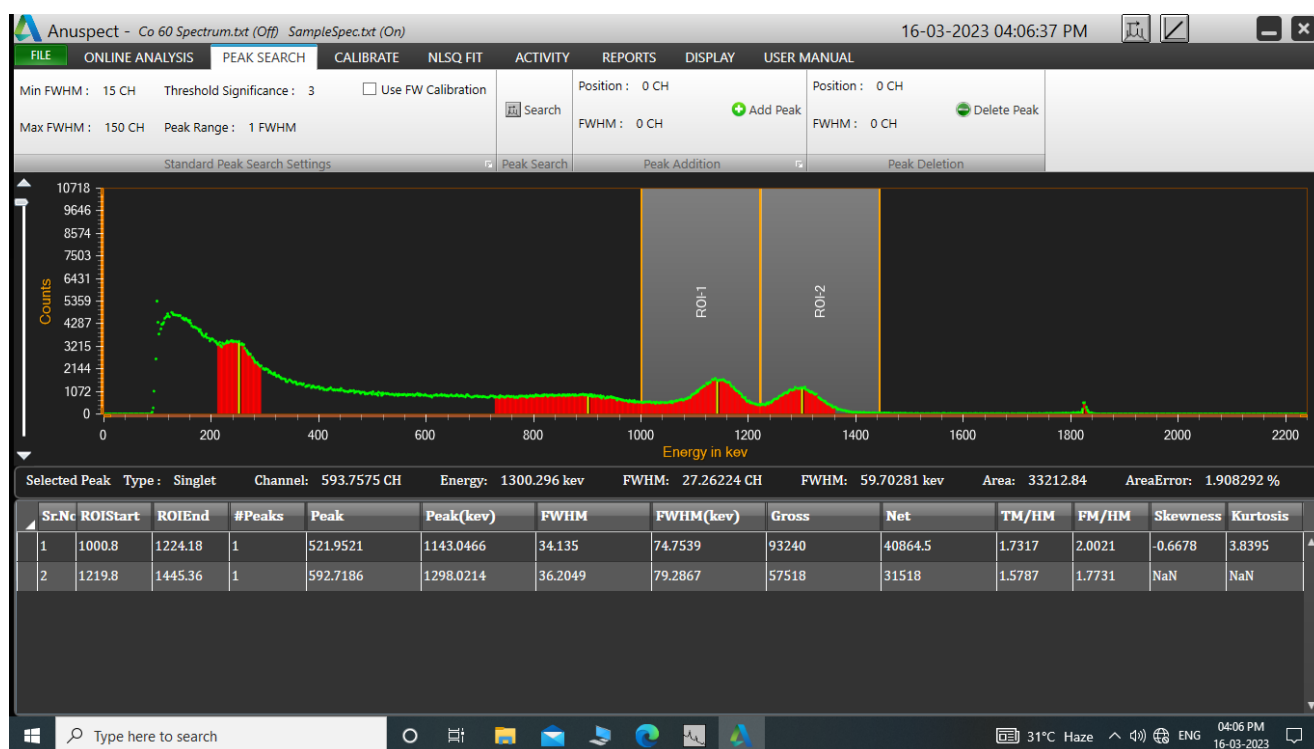 Anuspect - Co 60 Spectrum.txt (Off) SampleSpec.txt (On) 16-03-2023 04:06:37 PM
FILE ONLINE ANALYSIS PEAK SEARCH CALIBRATE NLSQ FIT ACTIVITY REPORTS DISPLAY USER MANUAL
Min FWHM : 15 CH Threshold Significance : 3 Use FW Calibration Search Position : 0 CH Add Peak Position : 0 CH Delete Peak
Max FWHM : 150 CH Peak Range : 1 FWHM FWHM : 0 CH FWHM : 0 CH
Standard Peak Search Settings Peak Search Peak Addition Peak Deletion
10718
9646
8574
7503
6431
5359
4287
3215
2144
1072
0
Counts
ROI-1
ROI-2
0 200 400 600 800 1000 1200 1400 1600 1800 2000 2200
Energy in kev
Selected Peak Type : Singlet Channel: 593.7575 CH Energy: 1300.296 kev FWHM: 27.26224 CH FWHM: 59.70281 kev Area: 33212.84 AreaError: 1.908292 %
Sr.No ROIStart ROIEnd #Peaks Peak Peak(kev) FWHM FWHM(kev) Gross Net TM/HM FM/HM Skewness Kurtosis
1 1000.8 1224.18 1 521.9521 1143.0466 34.135 74.7539 93240 40864.5 1.7317 2.0021 -0.6678 3.8395
2 1219.8 1445.36 1 592.7186 1298.0214 36.2049 79.2867 57518 31518 1.5787 1.7731 NaN NaN
Type here to search 31°C Haze ENG 04:06 PM
16-03-2023